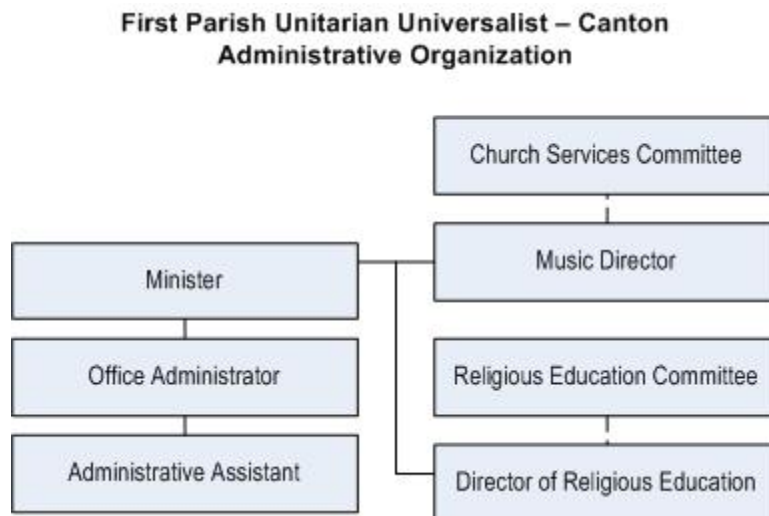 First Parish Unitarian Universalist – Canton
Administrative Organization
Church Services Committee
Music Director
Minister
Office Administrator
Religious Education Committee
Administrative Assistant
Director of Religious Education